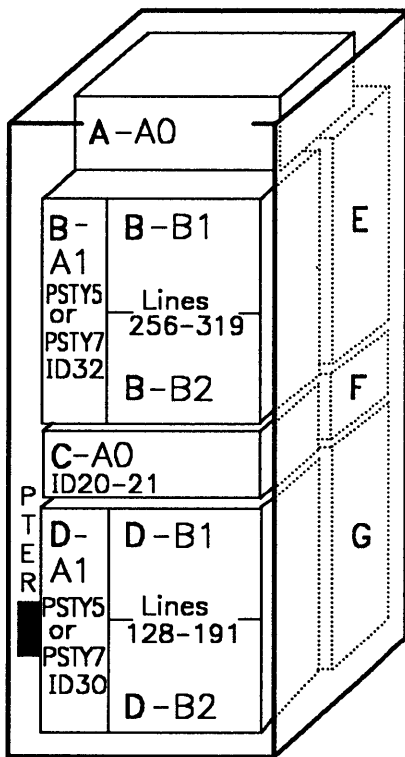 A-A0
B-A1
PSTY5
or
PSTY7
ID32
B-B1
Lines
256-319
B-B2
E
C-A0
ID20-21
F
PTER
D-A1
PSTY5
or
PSTY7
ID30
D-B1
Lines
128-191
D-B2
G